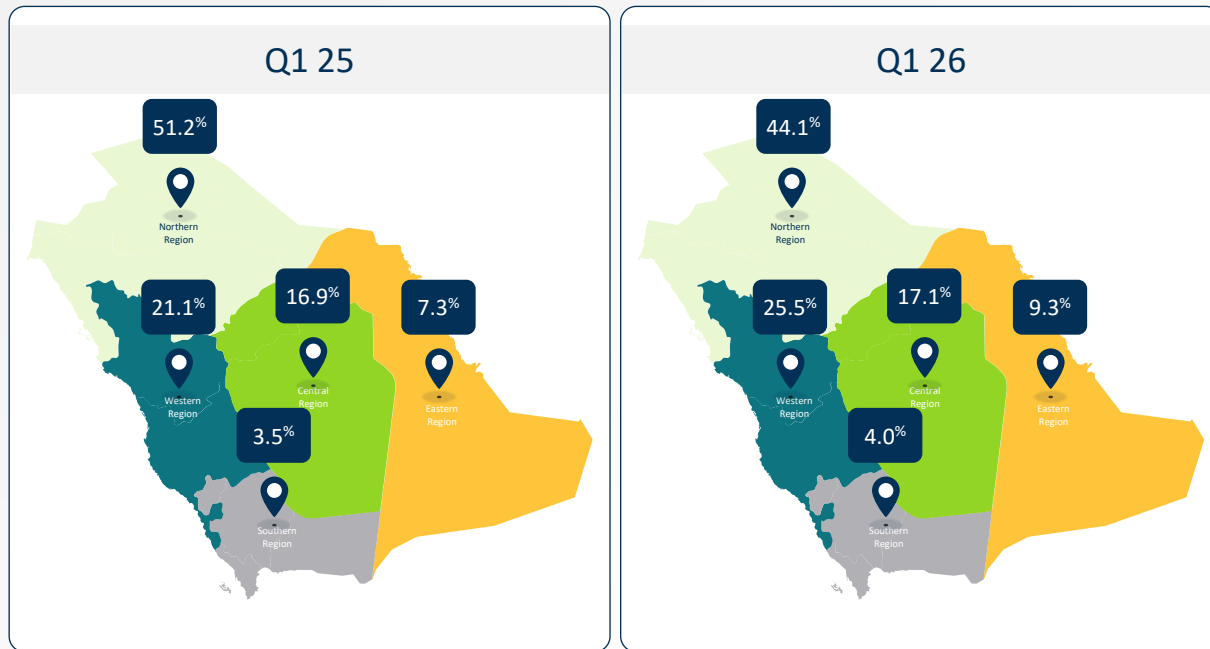 Q1 25
51.2%
Northern
Region
21.1%
Western
Region
16.9%
Central
Region
7.3%
Eastern
Region
3.5%
Southern
Region
Q1 26
44.1%
Northern
Region
25.5%
Western
Region
17.1%
Central
Region
9.3%
Eastern
Region
4.0%
Southern
Region